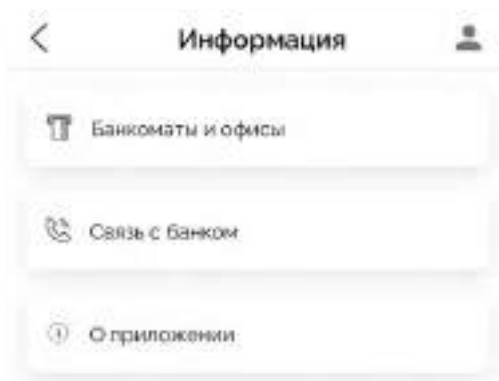 Информация
Банкоматы и офисы
Связь с банком
О приложении